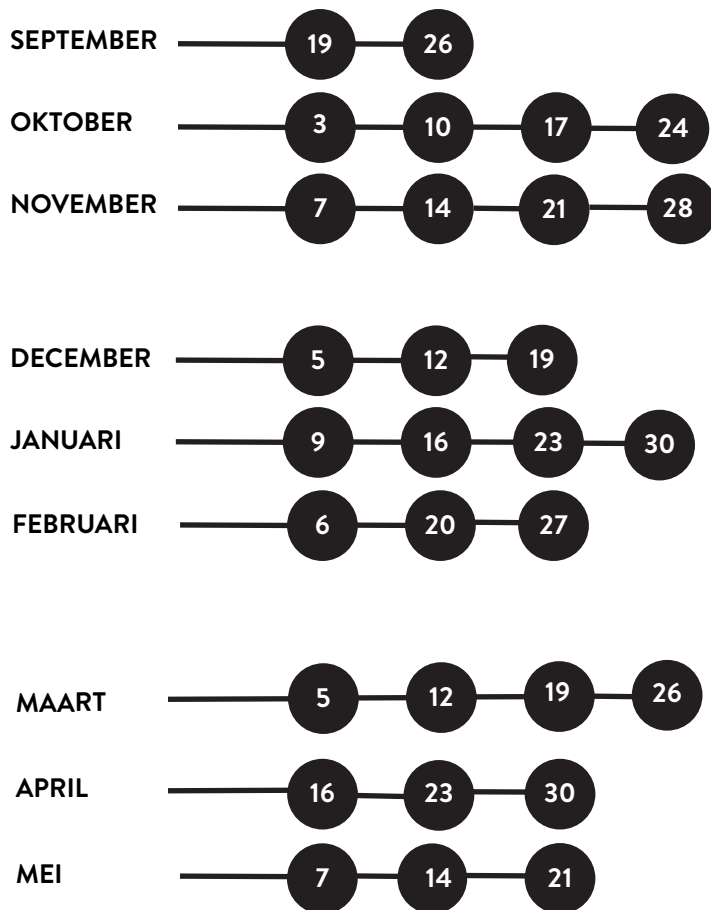 SEPTEMBER 19 26
OKTOBER 3 10 17 24
NOVEMBER 7 14 21 28
DECEMBER 5 12 19
JANUARI 9 16 23 30
FEBRUARI 6 20 27
MAART 5 12 19 26
APRIL 16 23 30
MEI 7 14 21